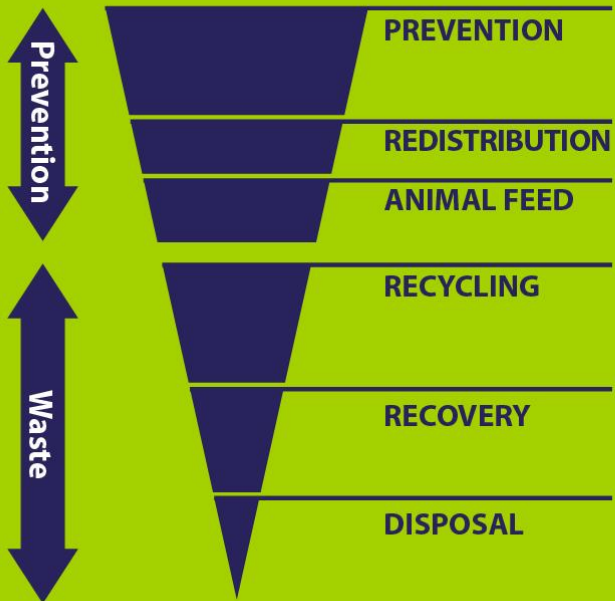 Prevention
PREVENTION
REDISTRIBUTION
ANIMAL FEED
Waste
RECYCLING
RECOVERY
DISPOSAL